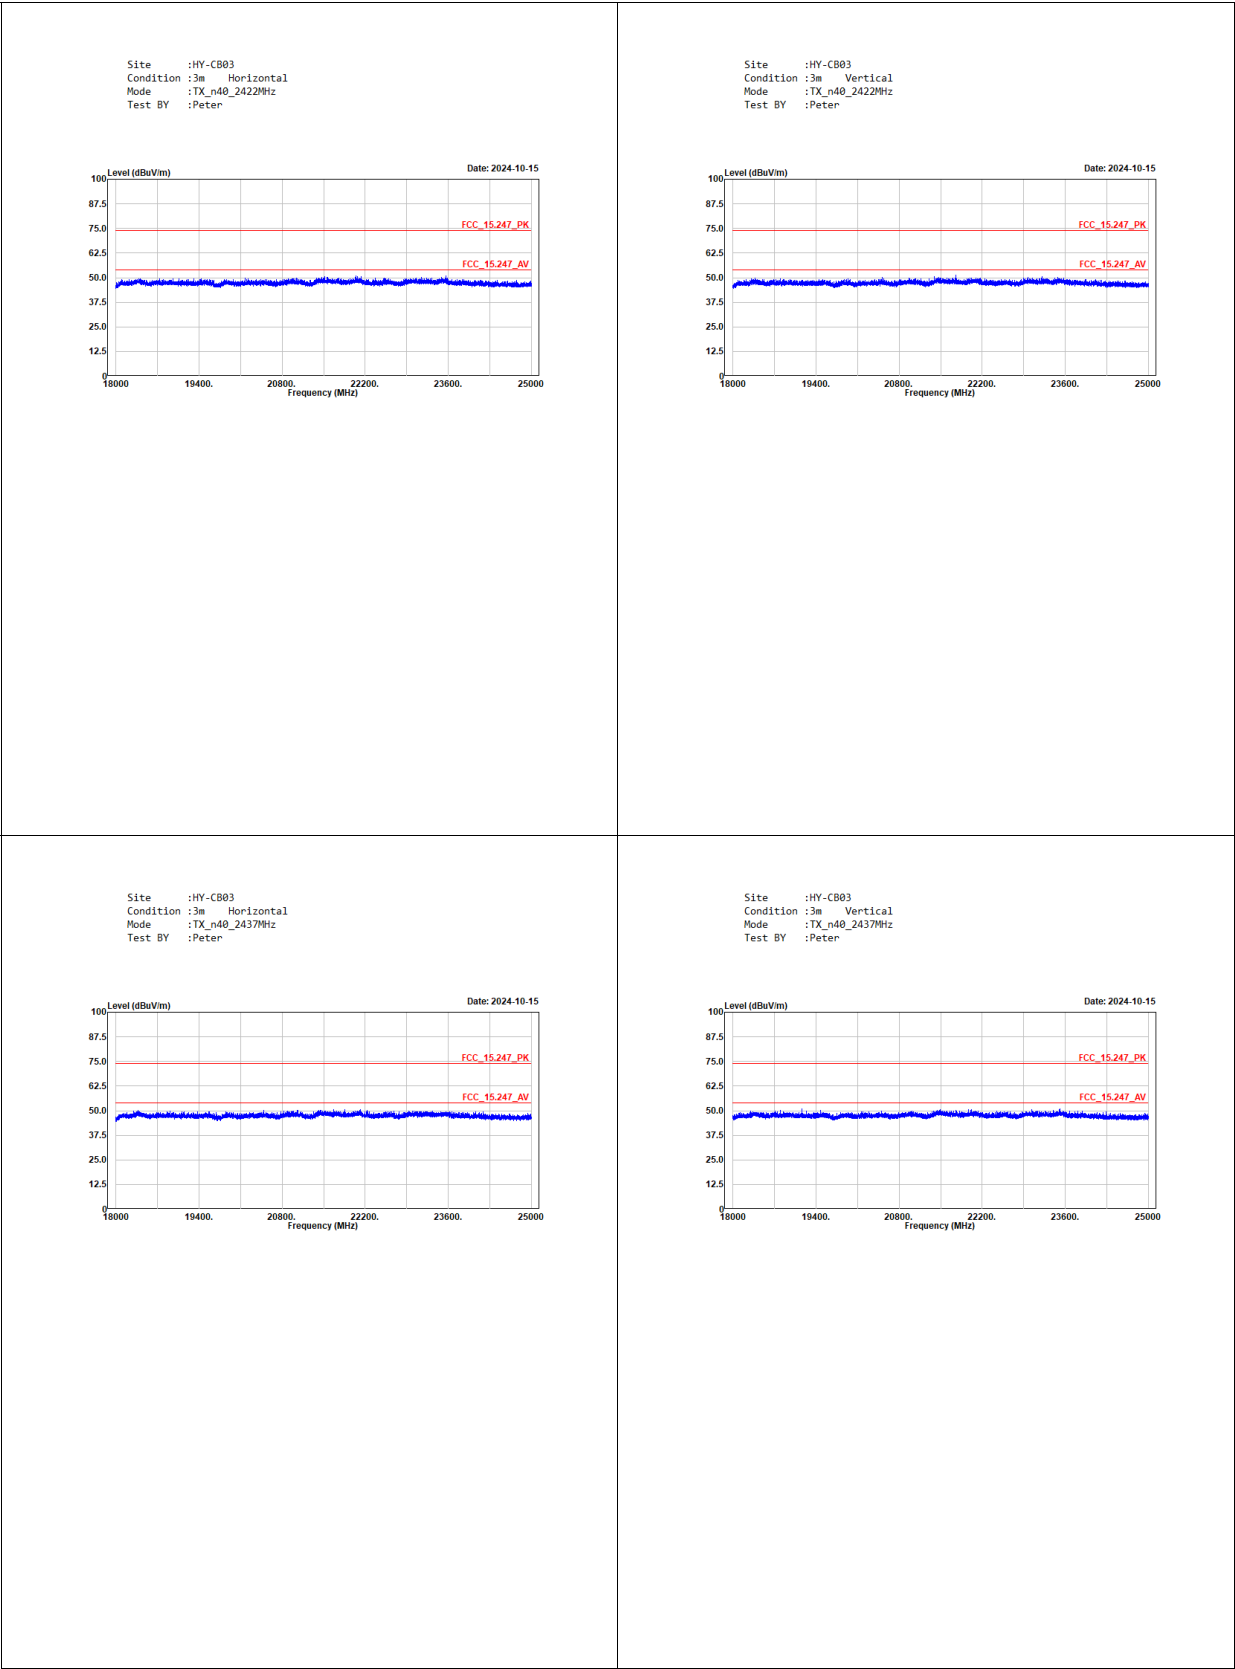 Site :HY-CB03
Condition :3m Horizontal
Mode :TX_n40_2422MHz
Test BY :Peter
Level (dBuV/m)
Date: 2024-10-15
100
87.5
75.0
62.5
50.0
37.5
25.0
12.5
0
FCC_15.247_PK
FCC_15.247_AV
18000 19400. 20800. 22200. 23600. 25000
Frequency (MHz)
Site :HY-CB03
Condition :3m Vertical
Mode :TX_n40_2422MHz
Test BY :Peter
Level (dBuV/m)
Date: 2024-10-15
100
87.5
75.0
62.5
50.0
37.5
25.0
12.5
0
FCC_15.247_PK
FCC_15.247_AV
18000 19400. 20800. 22200. 23600. 25000
Frequency (MHz)
Site :HY-CB03
Condition :3m Horizontal
Mode :TX_n40_2437MHz
Test BY :Peter
Level (dBuV/m)
Date: 2024-10-15
100
87.5
75.0
62.5
50.0
37.5
25.0
12.5
0
FCC_15.247_PK
FCC_15.247_AV
18000 19400. 20800. 22200. 23600. 25000
Frequency (MHz)
Site :HY-CB03
Condition :3m Vertical
Mode :TX_n40_2437MHz
Test BY :Peter
Level (dBuV/m)
Date: 2024-10-15
100
87.5
75.0
62.5
50.0
37.5
25.0
12.5
0
FCC_15.247_PK
FCC_15.247_AV
18000 19400. 20800. 22200. 23600. 25000
Frequency (MHz)